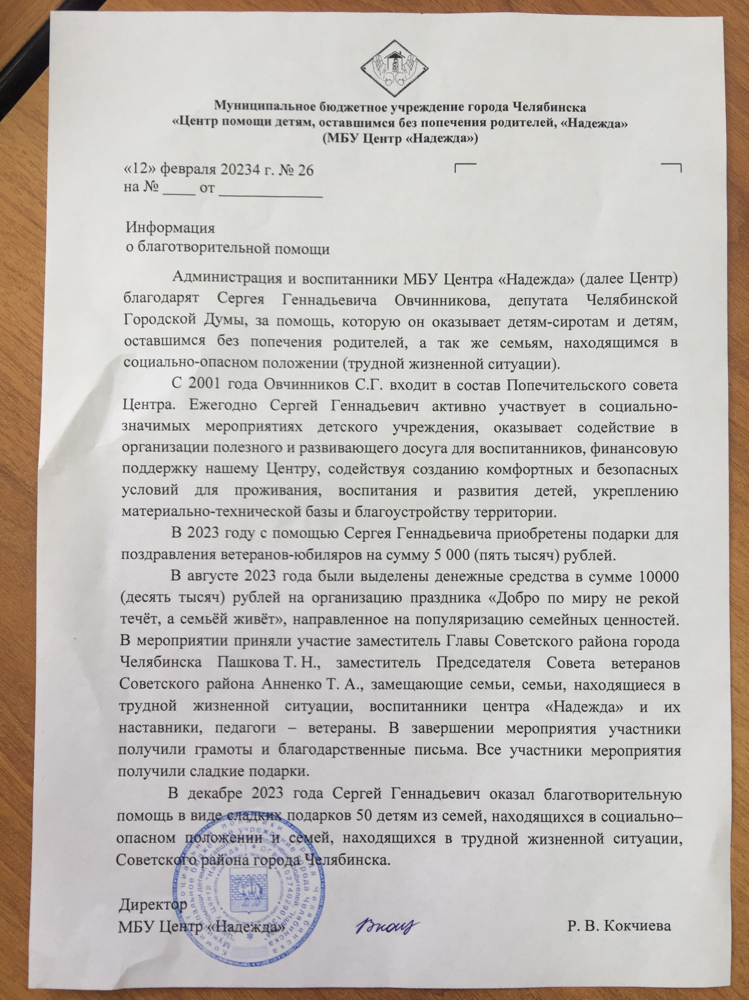 Муниципальное бюджетное учреждение города Челябинска
«Центр помощи детям, оставшимся без попечения родителей, «Надежда»
(МБУ Центр «Надежда»)
«12» февраля 20234 г. № 26
на № _____ от _______________
Информация
о благотворительной помощи
Администрация и воспитанники МБУ Центра «Надежда» (далее Центр)
благодарят Сергея Геннадьевича Овчинникова, депутата Челябинской
Городской Думы, за помощь, которую он оказывает детям-сиротам и детям,
оставшимся без попечения родителей, а так же семьям, находящимся в
социально-опасном положении (трудной жизненной ситуации).
С 2001 года Овчинников С.Г. входит в состав Попечительского совета
Центра. Ежегодно Сергей Геннадьевич активно участвует в социально-
значимых мероприятиях детского учреждения, оказывает содействие в
организации полезного и развивающего досуга для воспитанников, финансовую
поддержку нашему Центру, содействуя созданию комфортных и безопасных
условий для проживания, воспитания и развития детей, укреплению
материально-технической базы и благоустройству территории.
В 2023 году с помощью Сергея Геннадьевича приобретены подарки для
поздравления ветеранов-юбиляров на сумму 5 000 (пять тысяч) рублей.
В августе 2023 года были выделены денежные средства в сумме 10000
(десять тысяч) рублей на организацию праздника «Добро по миру не рекой
течёт, а семьёй живёт», направленное на популяризацию семейных ценностей.
В мероприятии приняли участие заместитель Главы Советского района города
Челябинска Пашкова Т. Н., заместитель Председателя Совета ветеранов
Советского района Анненко Т. А., замещающие семьи, семьи, находящиеся в
трудной жизненной ситуации, воспитанники центра «Надежда» и их
наставники, педагоги – ветераны. В завершении мероприятия участники
получили грамоты и благодарственные письма. Все участники мероприятия
получили сладкие подарки.
В декабре 2023 года Сергей Геннадьевич оказал благотворительную
помощь в виде сладких подарков 50 детям из семей, находящихся в социально–
опасном положении и семей, находящихся в трудной жизненной ситуации,
Советского района города Челябинска.
Директор
МБУ Центр «Надежда» Р. В. Кокчиева